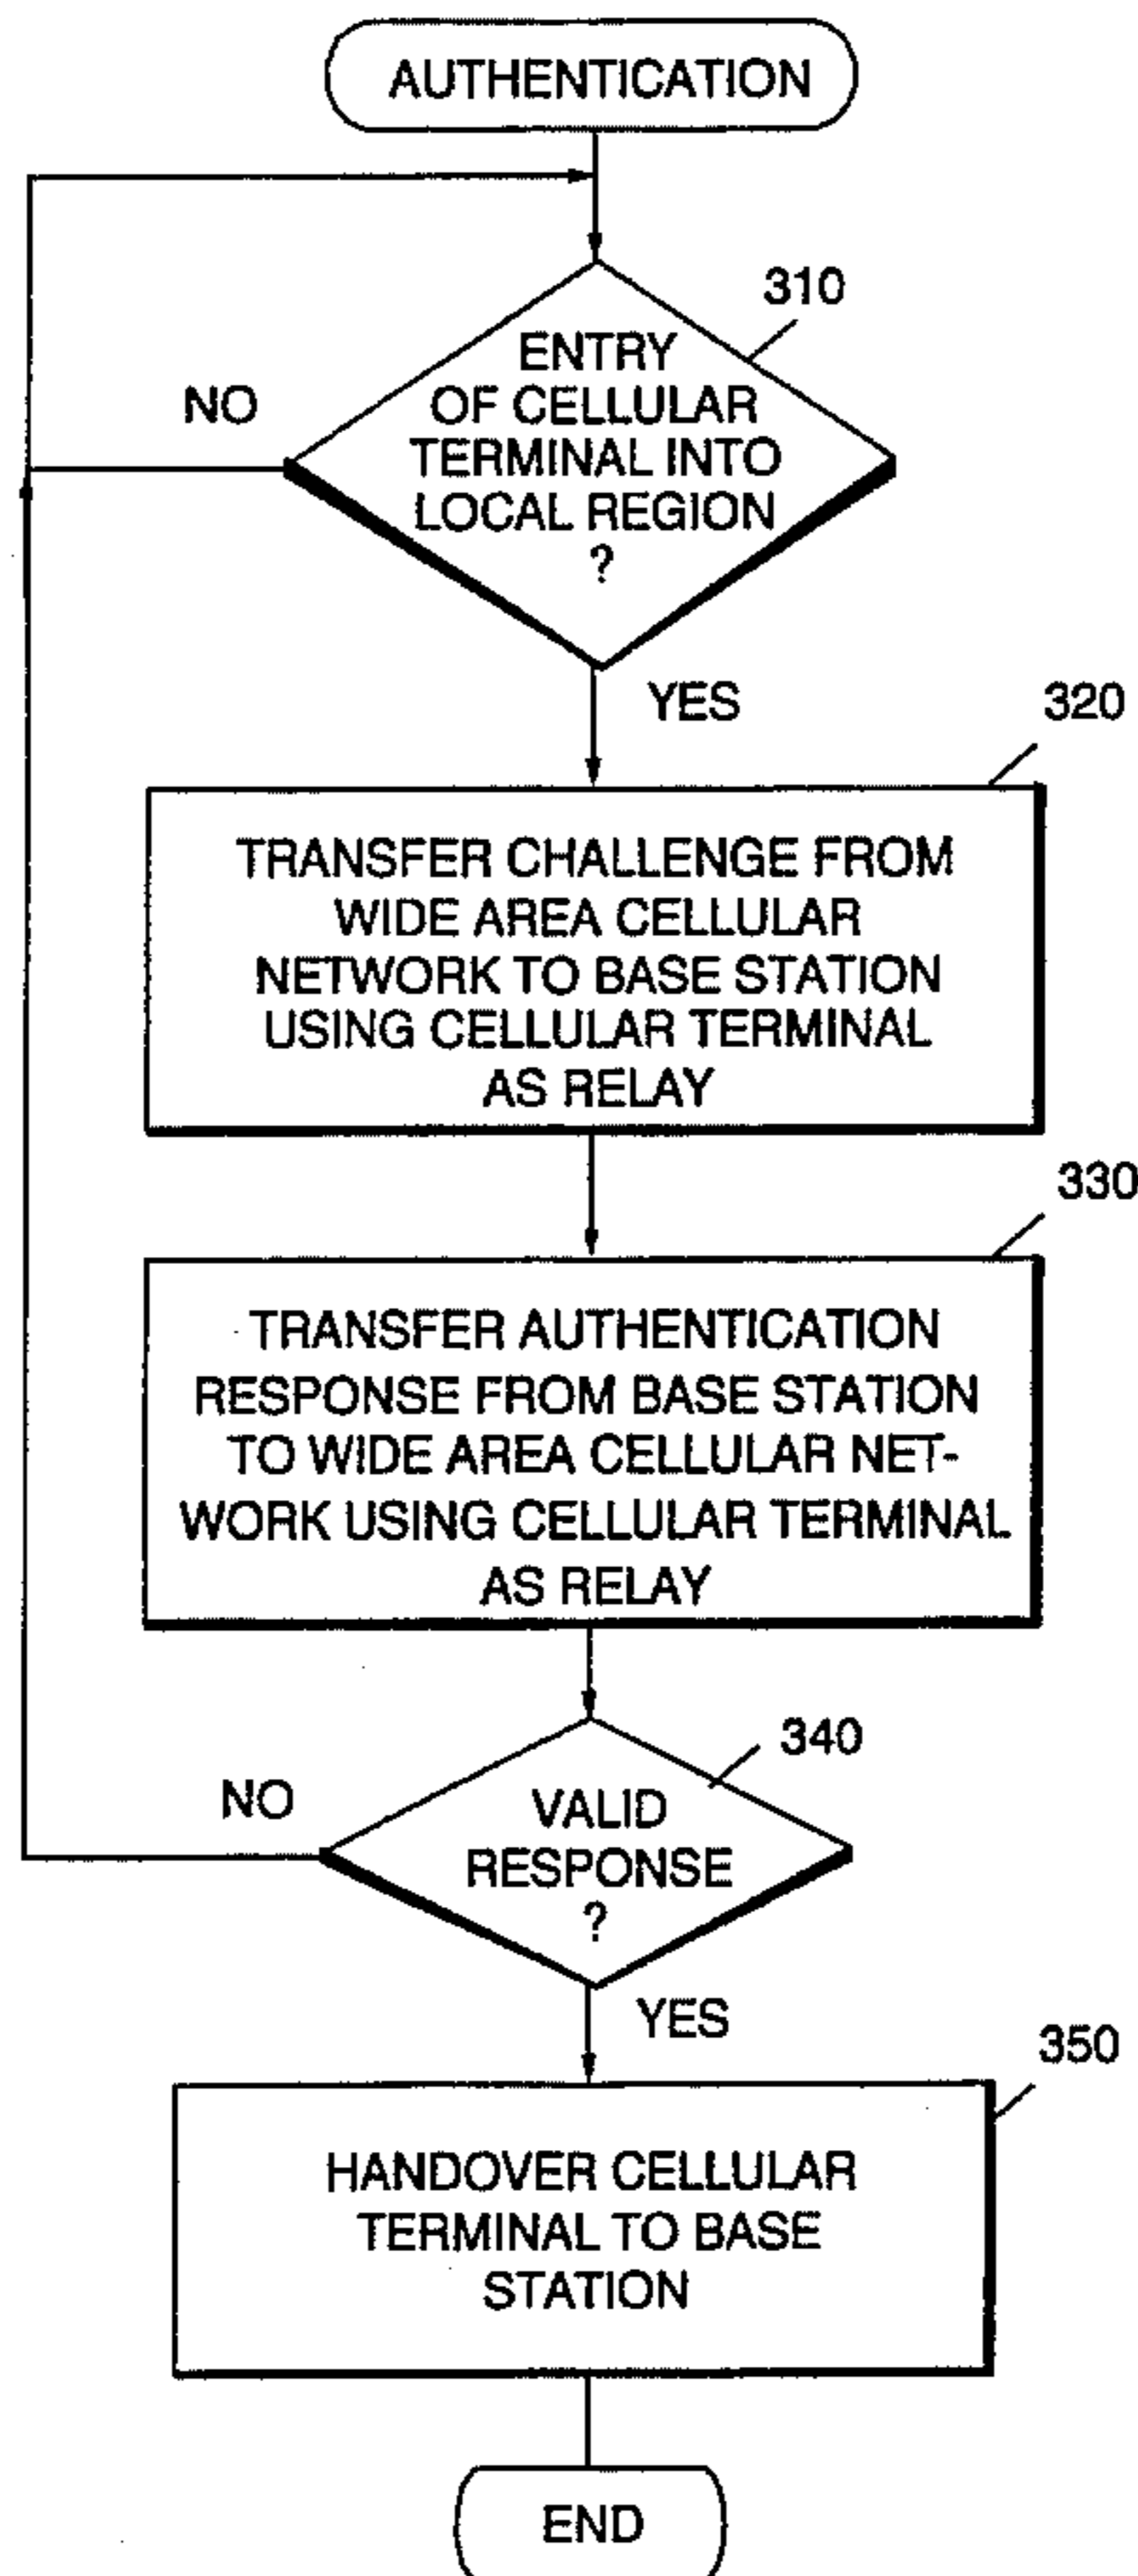 AUTHENTICATION
310
ENTRY
OF CELLULAR
TERMINAL INTO
LOCAL REGION
?
NO
YES
320
TRANSFER CHALLENGE FROM
WIDE AREA CELLULAR
NETWORK TO BASE STATION
USING CELLULAR TERMINAL
AS RELAY
330
TRANSFER AUTHENTICATION
RESPONSE FROM BASE STATION
TO WIDE AREA CELLULAR NET-
WORK USING CELLULAR TERMINAL
AS RELAY
340
VALID
RESPONSE
?
NO
YES
350
HANDOVER CELLULAR
TERMINAL TO BASE
STATION
END